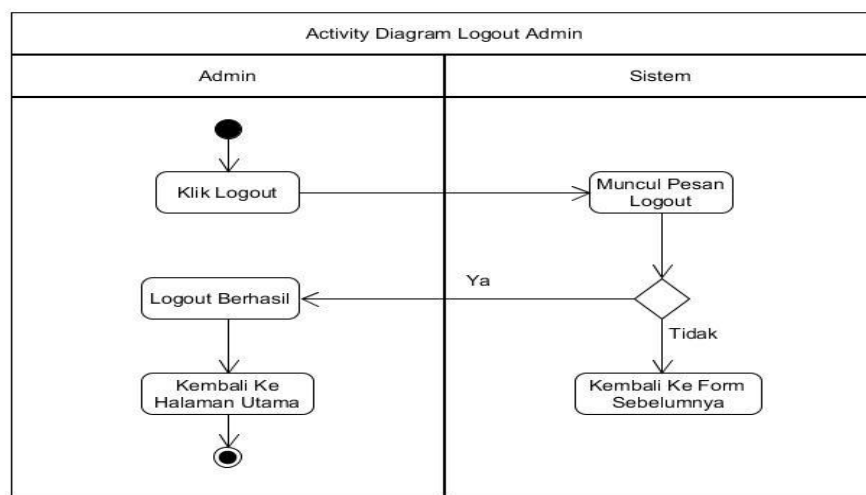 Activity Diagram Logout Admin
Admin
Sistem
Klik Logout
Muncul Pesan
Logout
Ya
Logout Berhasil
Tidak
Kembali Ke
Halaman Utama
Kembali Ke Form
Sebelumnya